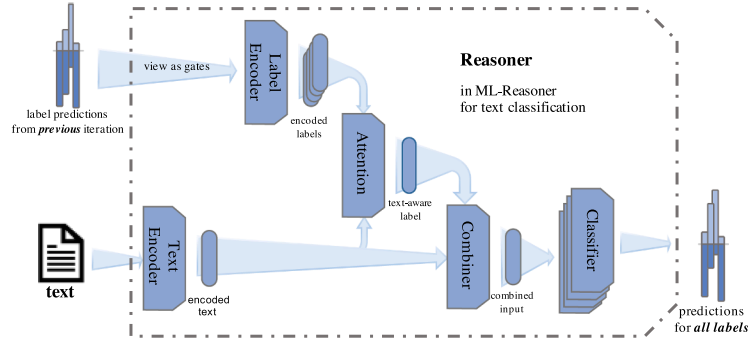 label predictions
from previous iteration
view as gates
Label
Encoder
encoded
labels
Reasoner
in ML-Reasoner
for text classification
Attention
text-aware
label
text
Text
Encoder
encoded
text
Combiner
combined
input
Classifier
predictions
for all labels